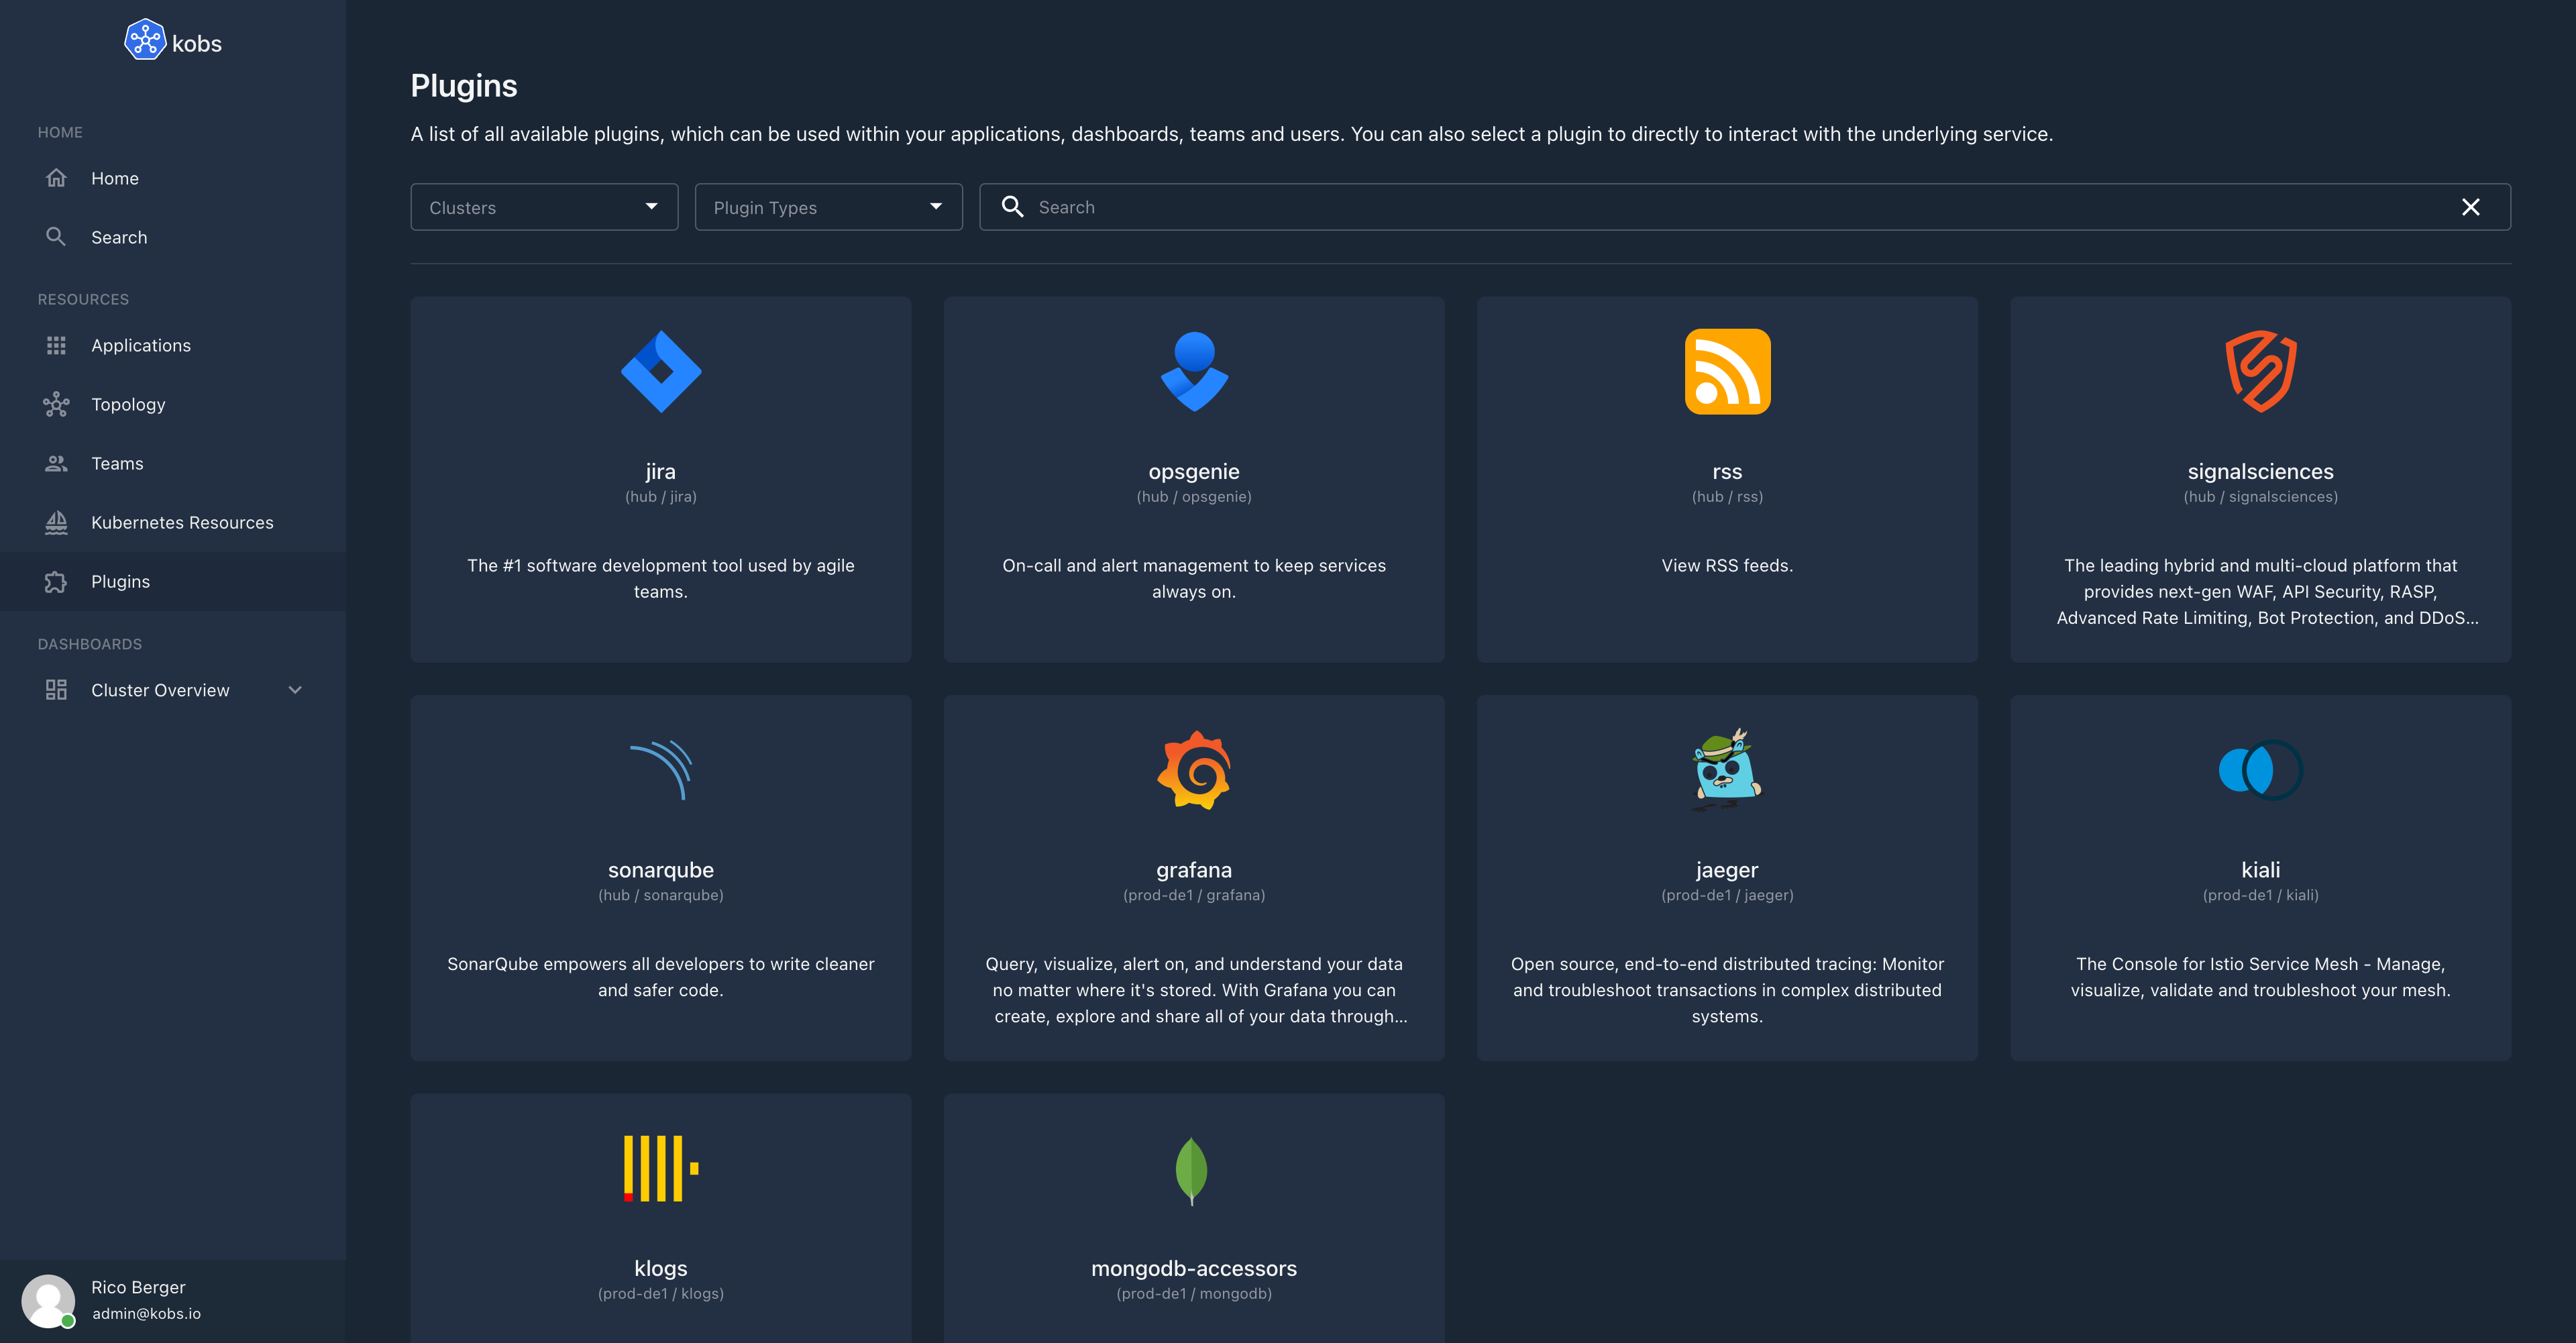 kobs
HOME
Home
Search
RESOURCES
Applications
Topology
Teams
Kubernetes Resources
Plugins
DASHBOARDS
Cluster Overview
Rico Berger
admin@kobs.io
Plugins
A list of all available plugins, which can be used within your applications, dashboards, teams and users. You can also select a plugin to directly to interact with the underlying service.
Clusters
Plugin Types
Search
jira
(hub / jira)
The #1 software development tool used by agile
teams.
opsgenie
(hub / opsgenie)
On-call and alert management to keep services
always on.
rss
(hub / rss)
View RSS feeds.
signalsciences
(hub / signalsciences)
The leading hybrid and multi-cloud platform that
provides next-gen WAF, API Security, RASP,
Advanced Rate Limiting, Bot Protection, and DDoS...
sonarqube
(hub / sonarqube)
SonarQube empowers all developers to write cleaner
and safer code.
grafana
(prod-de1 / grafana)
Query, visualize, alert on, and understand your data
no matter where it's stored. With Grafana you can
create, explore and share all of your data through...
jaeger
(prod-de1 / jaeger)
Open source, end-to-end distributed tracing: Monitor
and troubleshoot transactions in complex distributed
systems.
kiali
(prod-de1 / kiali)
The Console for Istio Service Mesh - Manage,
visualize, validate and troubleshoot your mesh.
klogs
(prod-de1 / klogs)
mongodb-accessors
(prod-de1 / mongodb)